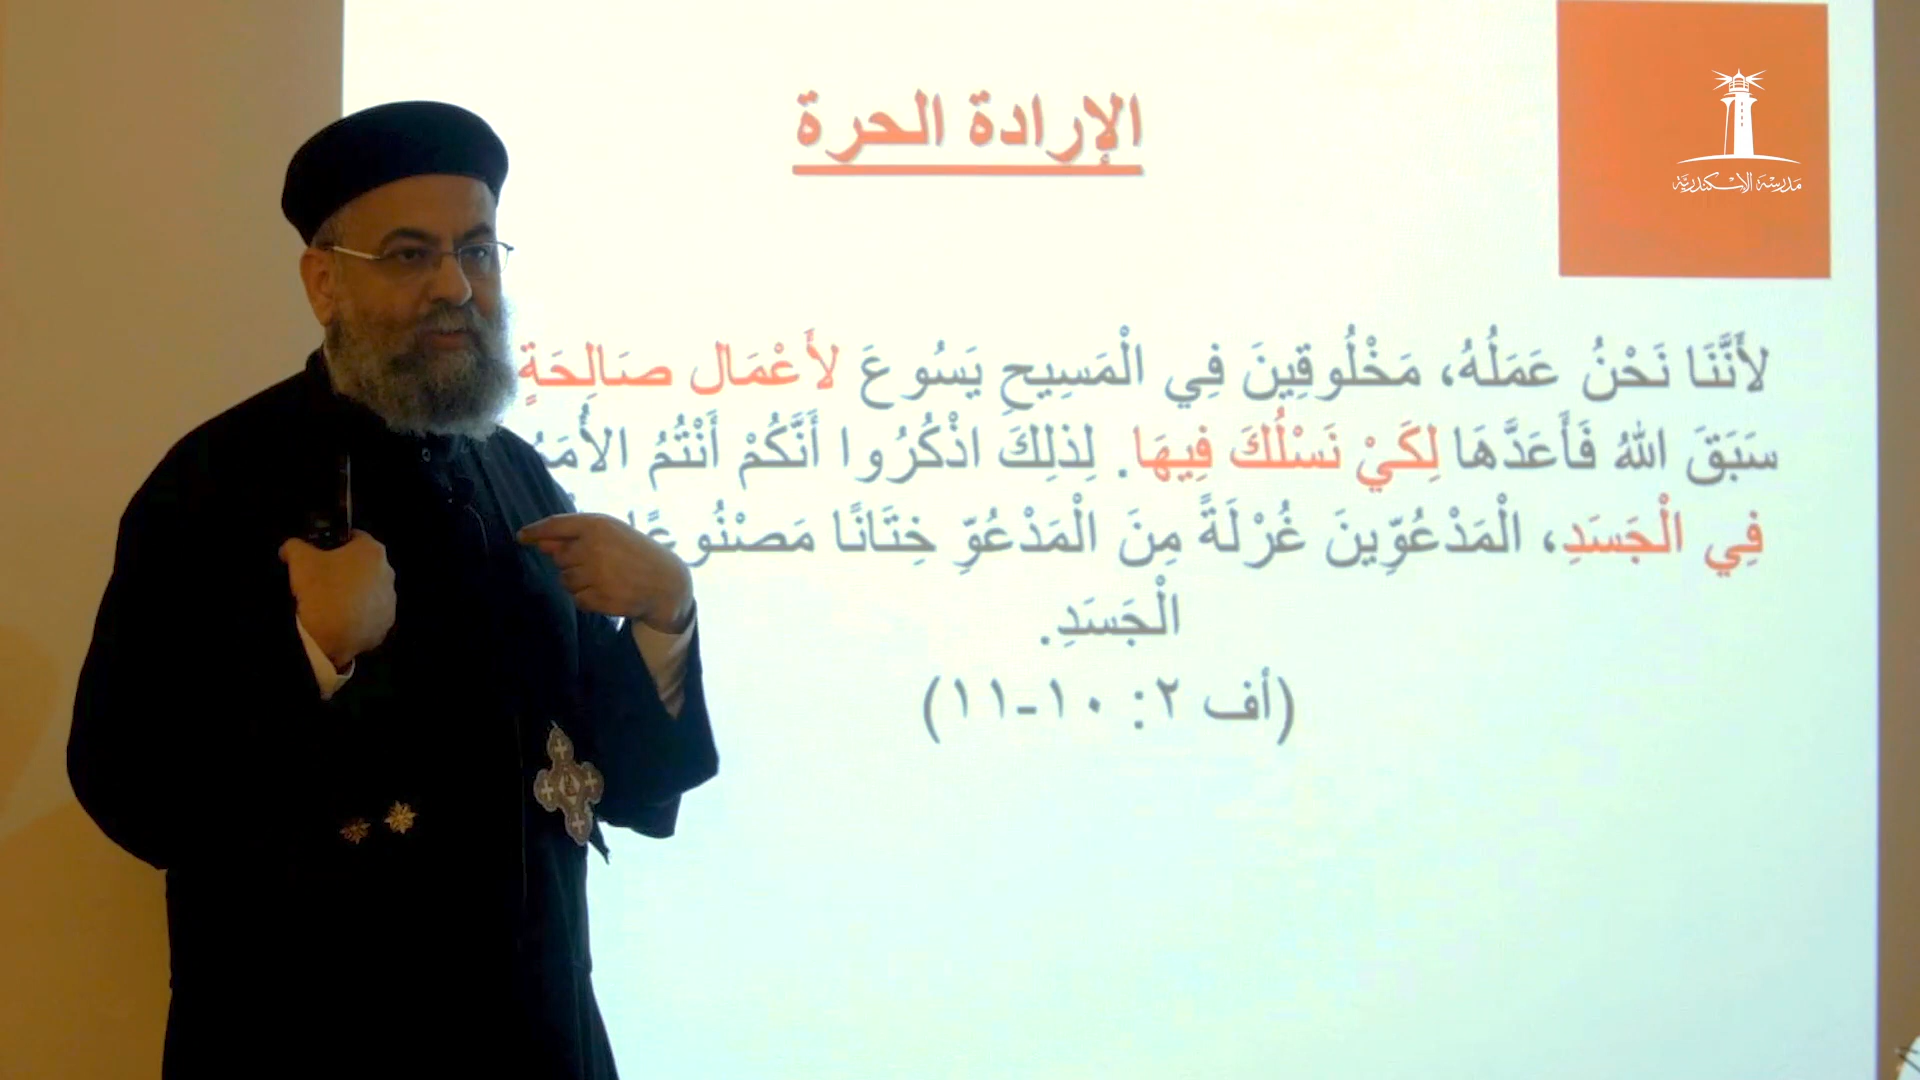 الإرادة الحرة
مدرسة الإسكندرية
لأَنَّنَا نَحْنُ عَمَلُهُ، مَخْلُوقِينَ فِي الْمَسِيحِ يَسُوعَ لأَعْمَال صَالِحَةٍ
سَبَقَ اللهُ فَأَعَدَّهَا لِكَيْ نَسْلُكَ فِيهَا. لِذلِكَ اذْكُرُوا أَنَّكُمْ أَنْتُمُ
فِي الْجَسَدِ، الْمَدْعُوِّينَ غُرْلَةً مِنَ الْمَدْعُوِّ خِتَانًا
الْجَسَدِ.
(أف ٢: ١٠-١١)